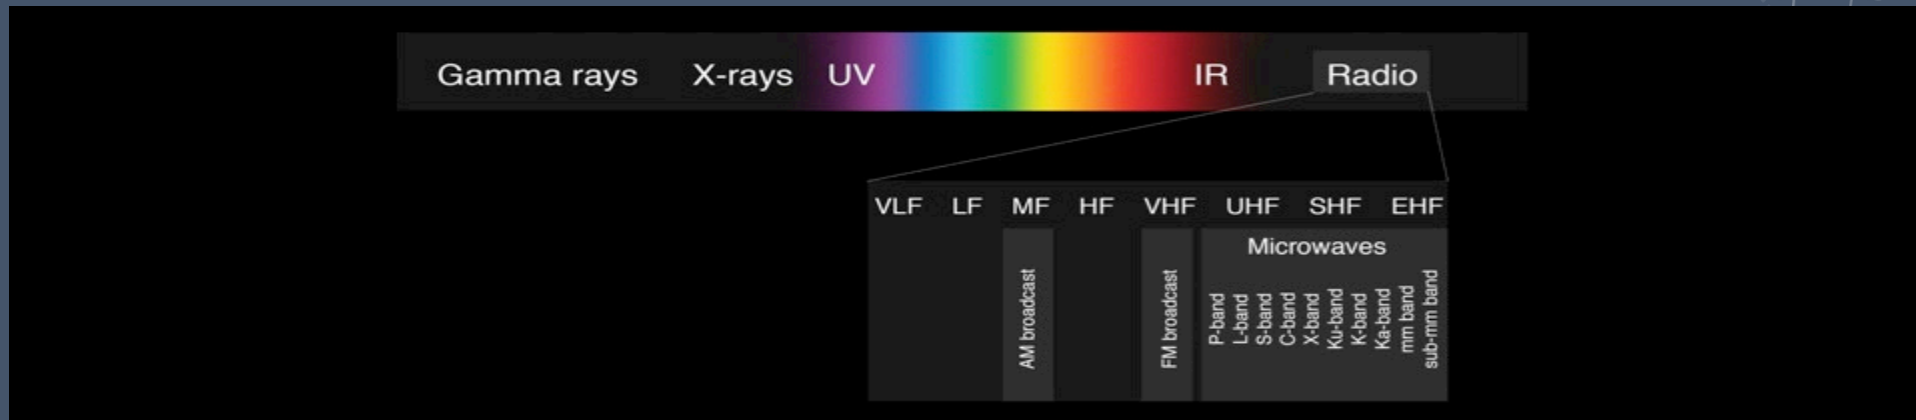 Gamma rays X-rays UV IR Radio
VLF LF MF HF VHF UHF SHF EHF
Microwaves
AM broadcast
FM broadcast
P-band
L-band
S-band
C-band
X-band
Ku-band
K-band
Ka-band
mm band
sub-mm band